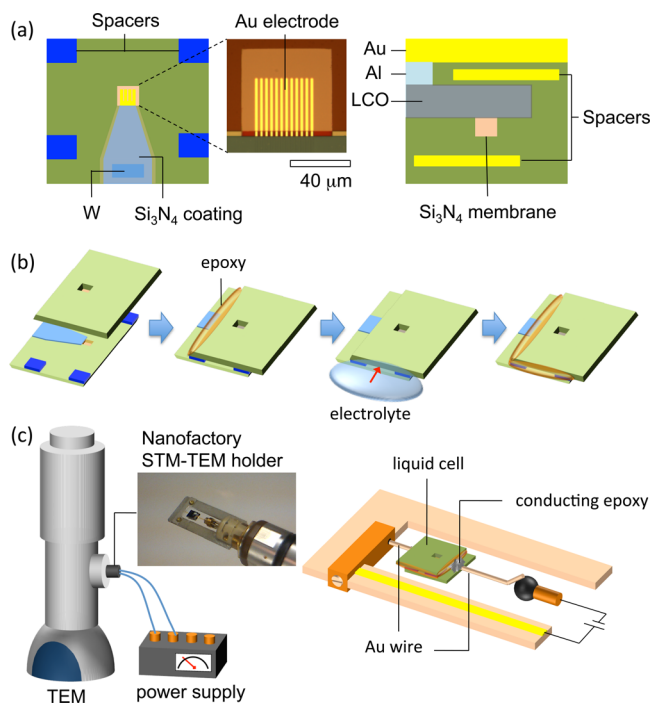 (a)
Spacers
Au electrode
W
Si₃N₄ coating
40 μm
Au
Al
LCO
Spacers
Si₃N₄ membrane
(b)
epoxy
electrolyte
(c)
Nanofactory
STM-TEM holder
TEM
power supply
liquid cell
conducting epoxy
Au wire